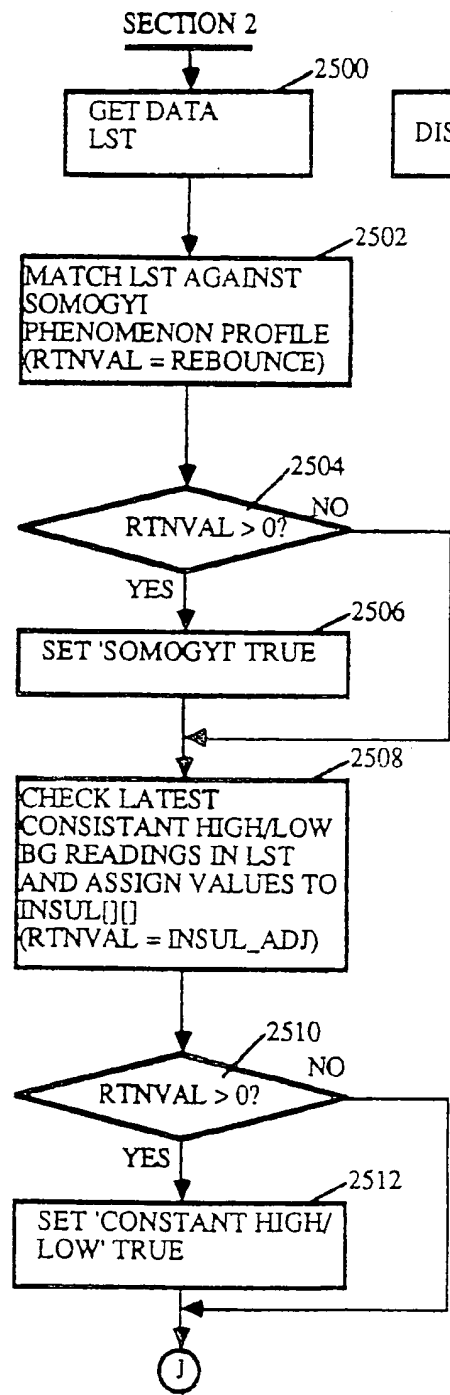 SECTION 2
2500
GET DATA
LST
DIS
2502
MATCH LST AGAINST
SOMOGYI
PHENOMENON PROFILE
(RTNVAL = REBOUNCE)
2504
NO
RTNVAL > 0?
YES
2506
SET 'SOMOGYI' TRUE
2508
CHECK LATEST
CONSISTANT HIGH/LOW
BG READINGS IN LST
AND ASSIGN VALUES TO
INSUL[][]
(RTNVAL = INSUL_ADJ)
2510
NO
RTNVAL > 0?
YES
2512
SET 'CONSTANT HIGH/
LOW' TRUE
J